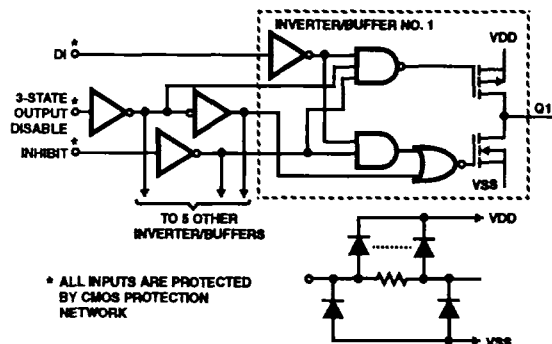 INVERTER/BUFFER NO. 1
*
DI
VDD
3-STATE
OUTPUT
DISABLE
*
Q1
*
INHIBIT
VSS
TO 5 OTHER
INVERTER/BUFFERS
VDD
* ALL INPUTS ARE PROTECTED
BY CMOS PROTECTION
NETWORK
VSS